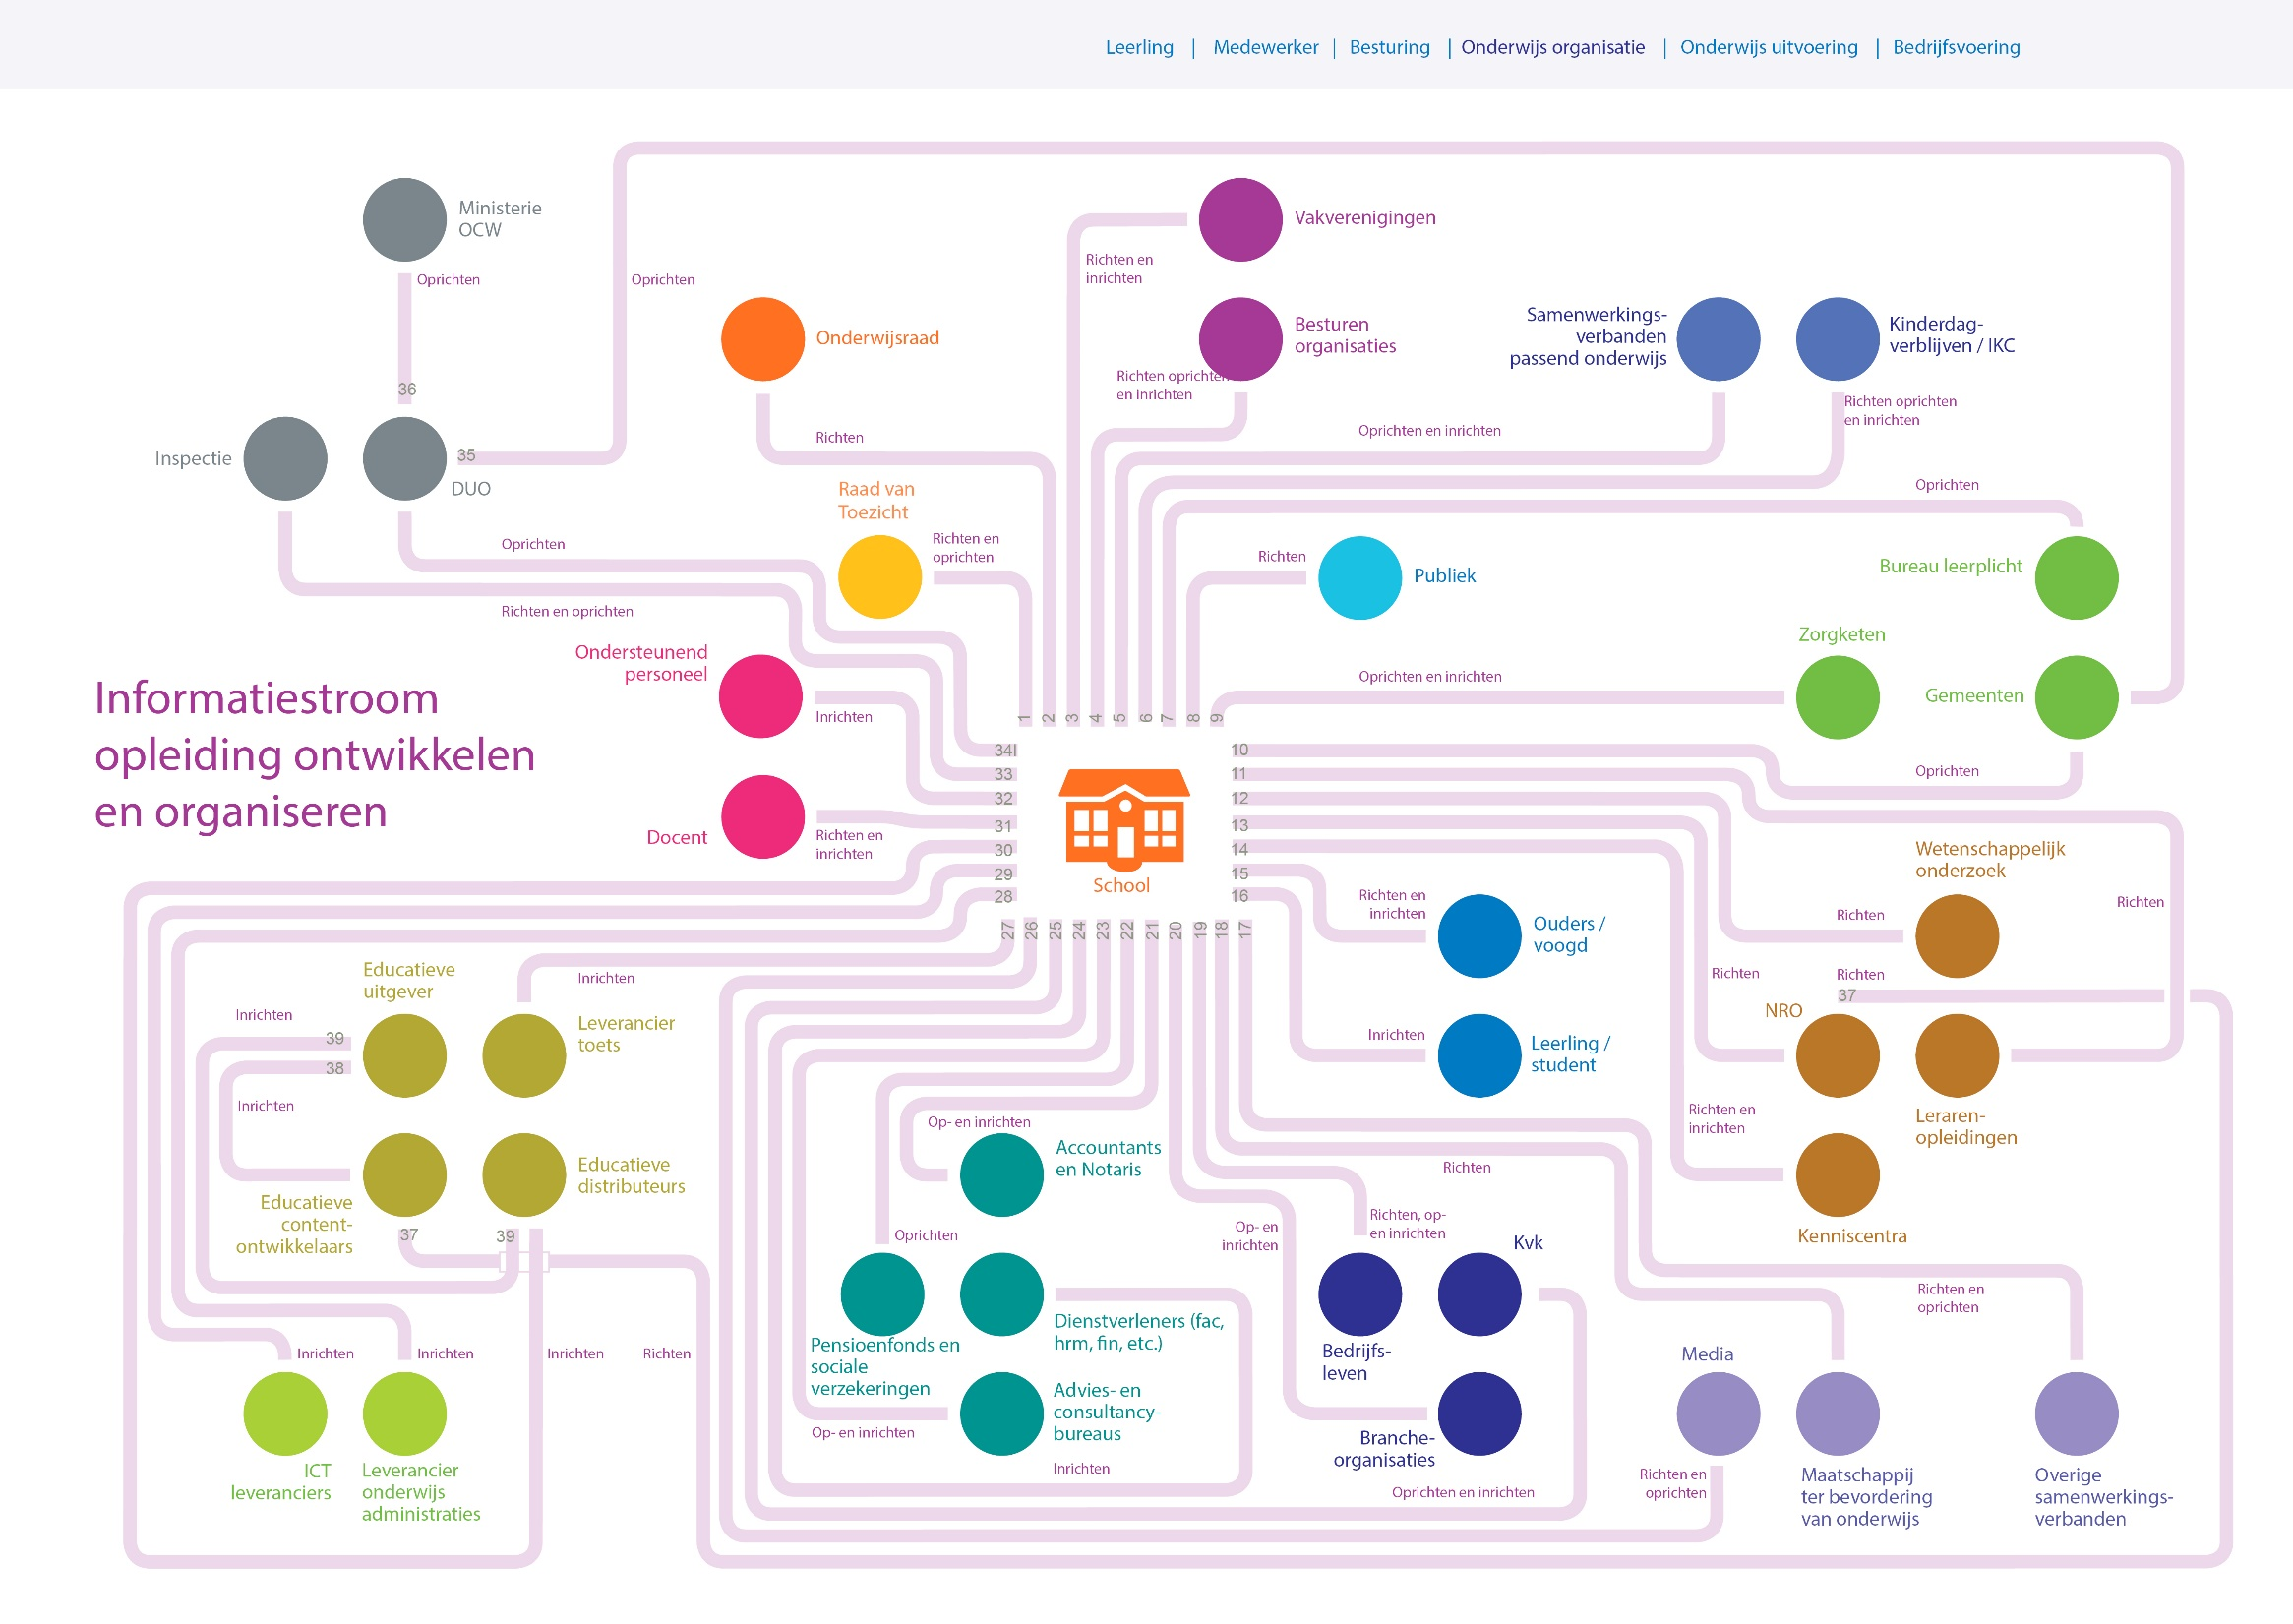 Leerling | Medewerker | Besturing | Onderwijs organisatie | Onderwijs uitvoering | Bedrijfsvoering
Ministerie
OCW
Oprichten
36
Inspectie
DUO
35
Oprichten
Onderwijsraad
Richten
Vakverenigingen
Richten en
inrichten
Besturen
organisaties
Richten oprichten
en inrichten
Samenwerkings-
verbanden
passend onderwijs
Oprichten en inrichten
Kinderdag-
verblijven / IKC
Richten oprichten
en inrichten
Oprichten
Bureau leerplicht
Raad van
Toezicht
Richten en
oprichten
Oprichten
Richten en oprichten
Richten
Publiek
Zorgketen
Oprichten en inrichten
Gemeenten
Oprichten
Ondersteunend
personeel
Inrichten
Docent
Richten en
inrichten
Informatiestroom
opleiding ontwikkelen
en organiseren
1
2
3
4
5
6
7
8
9
34l
33
32
31
30
29
28
10
11
12
13
14
15
16
School
27
26
25
24
23
22
21
20
19
18
17
Wetenschappelijk
onderzoek
Richten
Richten
Richten
Richten
37
NRO
Leraren-
opleidingen
Richten en
inrichten
Kenniscentra
Richten en
inrichten
Ouders /
voogd
Inrichten
Leerling /
student
Educatieve
uitgever
Inrichten
Leverancier
toets
Inrichten
39
38
Inrichten
Educatieve
content-
ontwikkelaars
Educatieve
distributeurs
37
39
Inrichten
Inrichten
Inrichten
Richten
ICT
leveranciers
Leverancier
onderwijs
administraties
Op- en inrichten
Accountants
en Notaris
Oprichten
Pensioenfonds en
sociale
verzekeringen
Dienstverleners (fac,
hrm, fin, etc.)
Advies- en
consultancy-
bureaus
Op- en inrichten
Inrichten
Richten
Op- en
inrichten
Richten, op-
en inrichten
Kvk
Bedrijfs-
leven
Branche-
organisaties
Oprichten en inrichten
Richten en
oprichten
Media
Richten en
oprichten
Maatschappij
ter bevordering
van onderwijs
Overige
samenwerkings-
verbanden